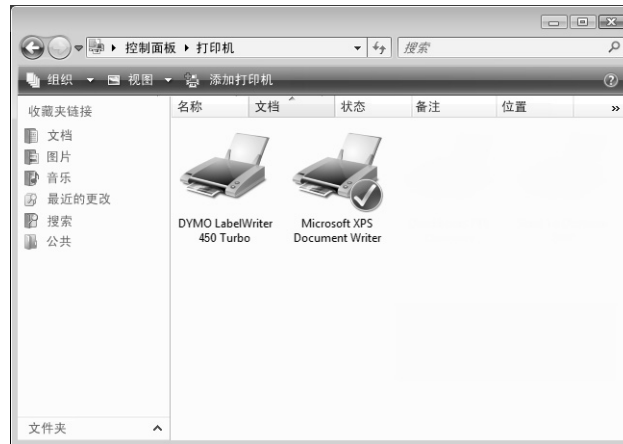 控制面板 ▸ 打印机
搜索
组织 视图 添加打印机
收藏夹链接
名称 文档 状态 备注 位置 »
文档
图片
音乐
最近的更改
搜索
公共
DYMO LabelWriter
450 Turbo
Microsoft XPS
Document Writer
文件夹